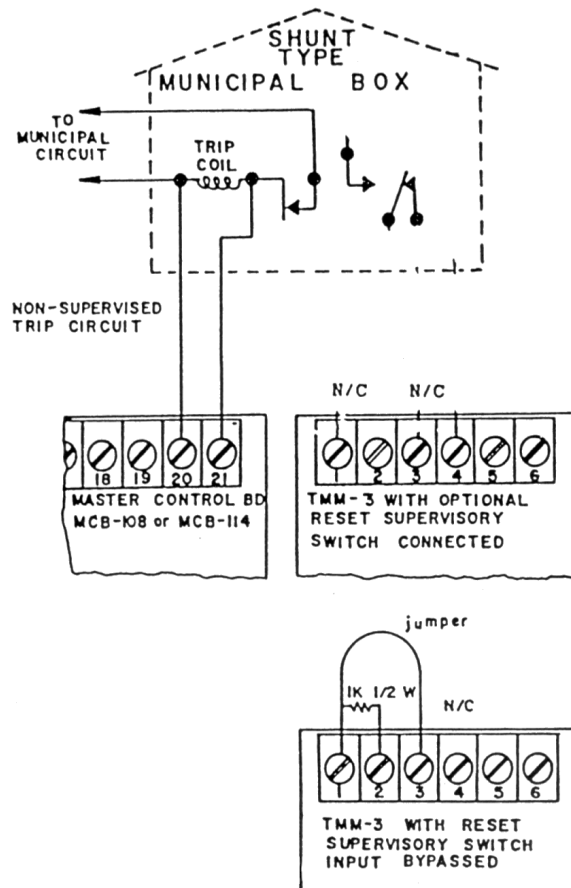 SHUNT
TYPE
MUNICIPAL BOX
TO
MUNICIPAL
CIRCUIT
TRIP
COIL
NON-SUPERVISED
TRIP CIRCUIT
N/C N/C
18 19 20 21
MASTER CONTROL BD
MCB-108 or MCB-114
1 2 3 4 5 6
TMM-3 WITH OPTIONAL
RESET SUPERVISORY
SWITCH CONNECTED
jumper
1K 1/2 W
N/C
1 2 3 4 5 6
TMM-3 WITH RESET
SUPERVISORY SWITCH
INPUT BYPASSED